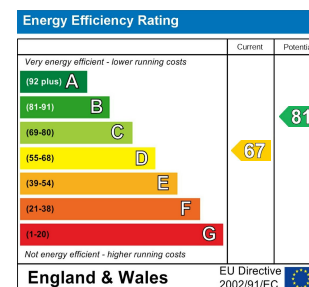 Energy Efficiency Rating
Current Potentia
Very energy efficient - lower running costs
(92 plus) A
(81-91) B
81
(69-80) C
(55-68) D
67
(39-54) E
(21-38) F
(1-20) G
Not energy efficient - higher running costs
England & Wales
EU Directive
2002/91/EC